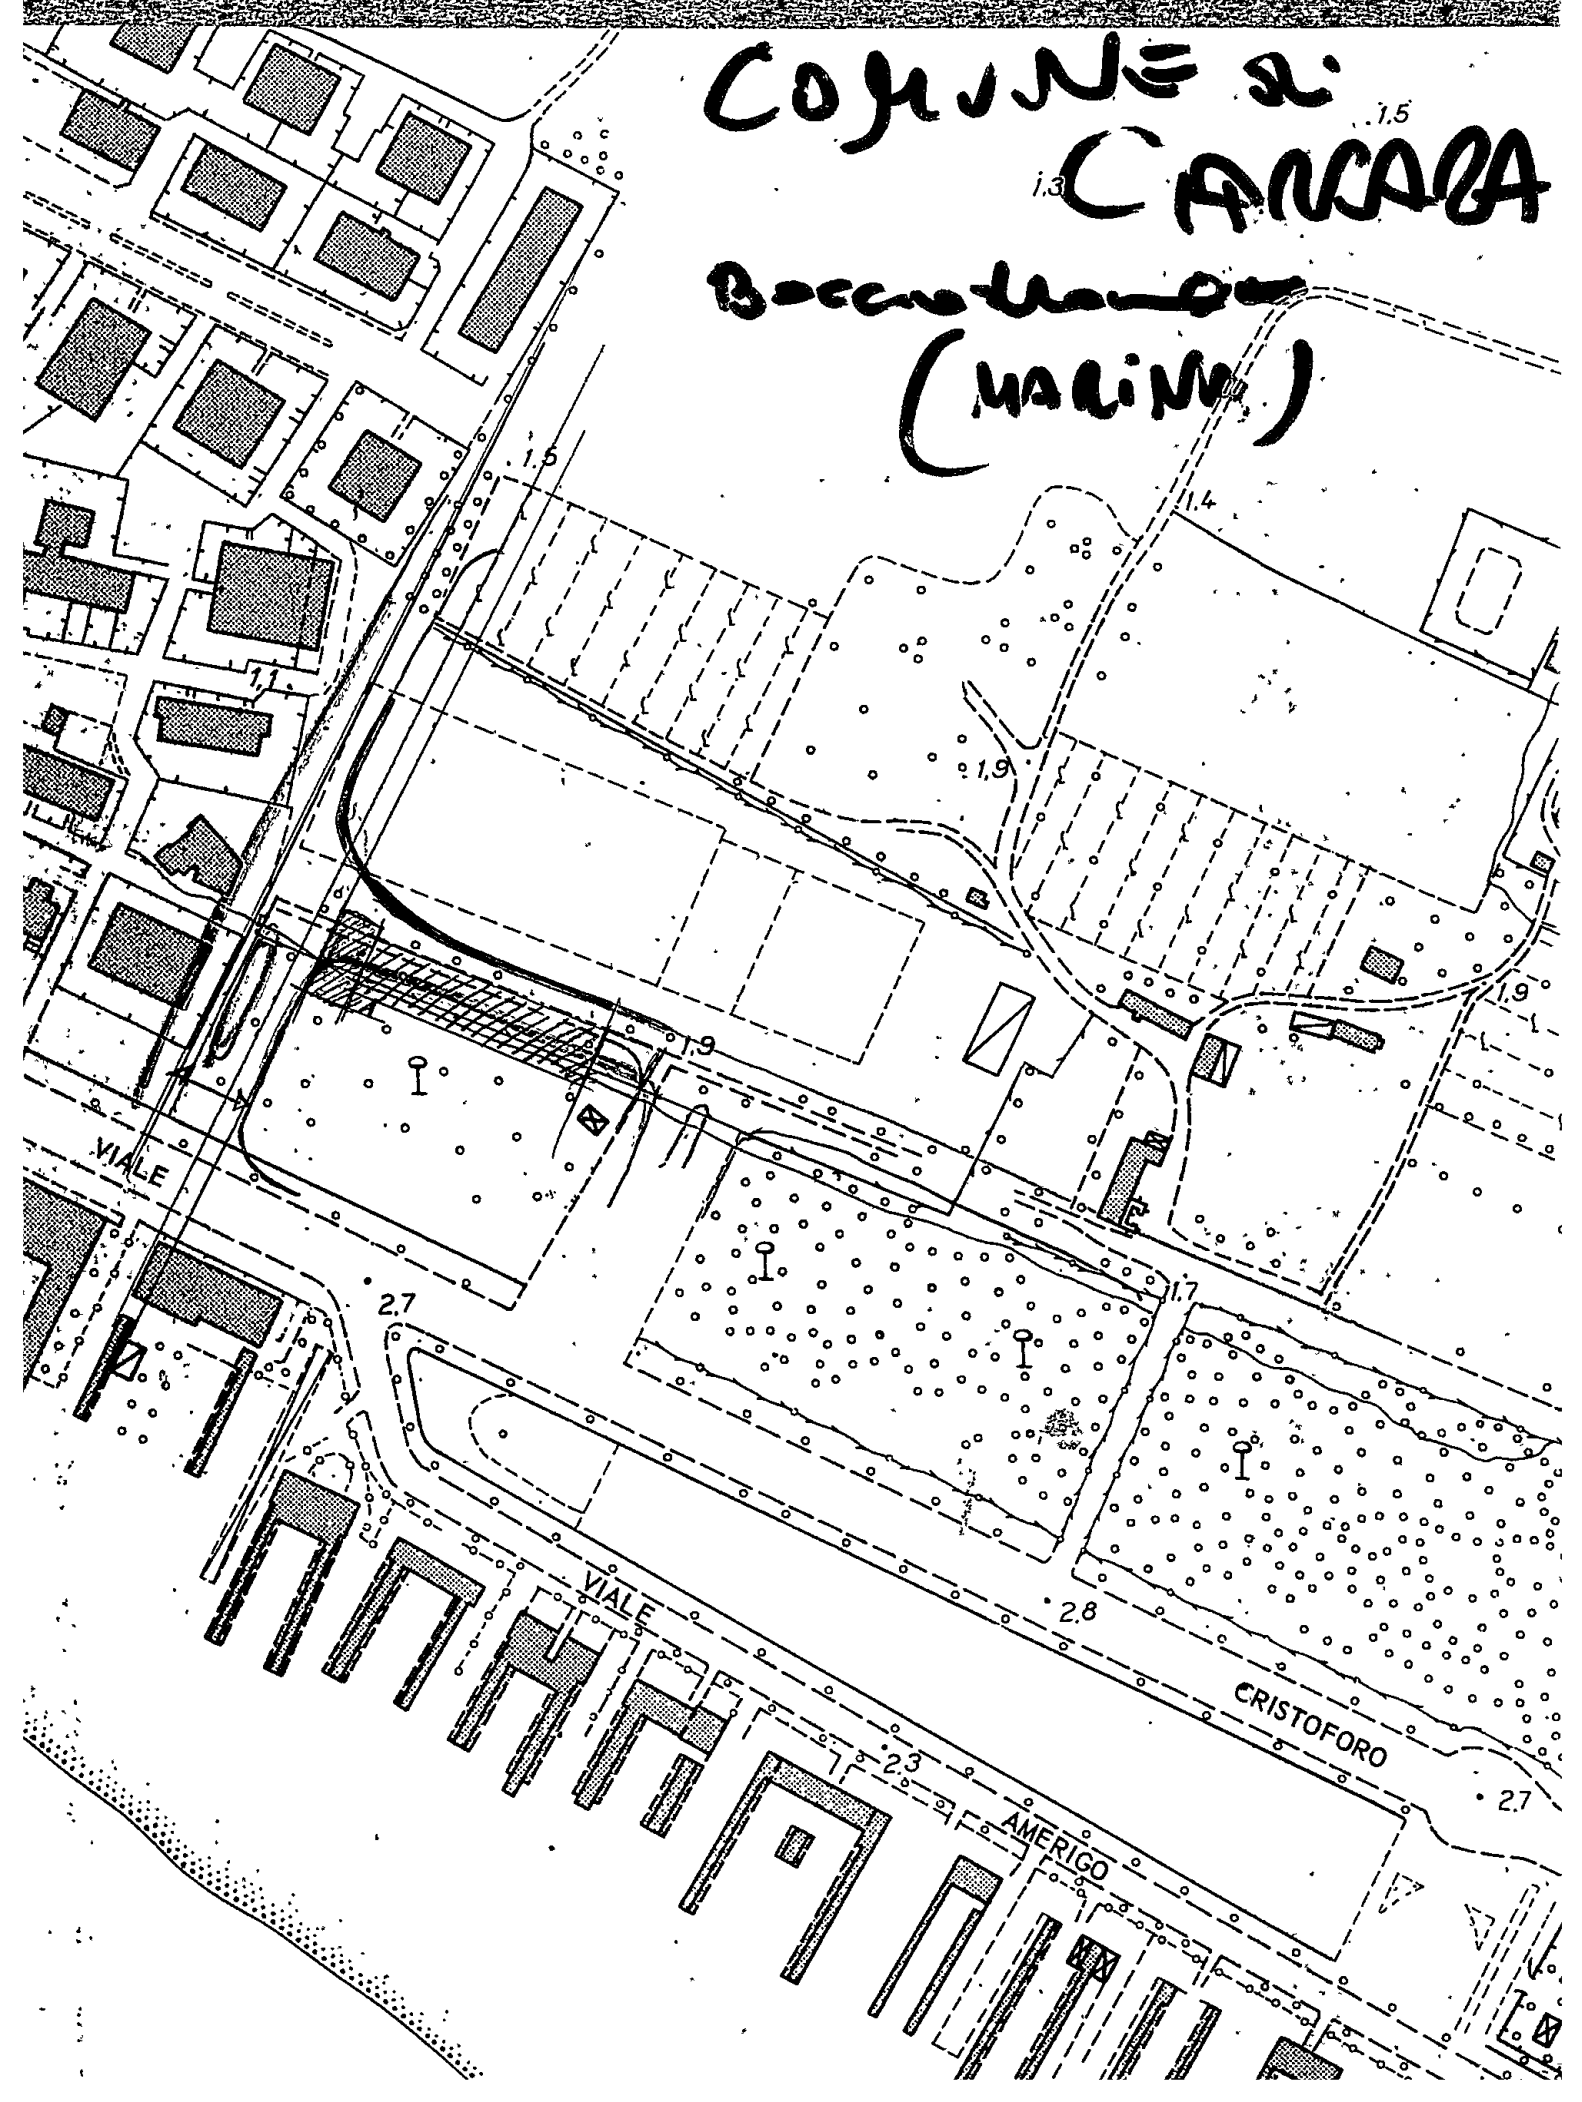 COMUNE di
.1.5
1.3
CARRARA
(MARINA)
.1.5
1.4
1.1.
.1.9
1.9
1.9
VIALE
2.7
1.7
VIALE
2.8
CRISTOFORO
2.3
2.7
AMERIGO